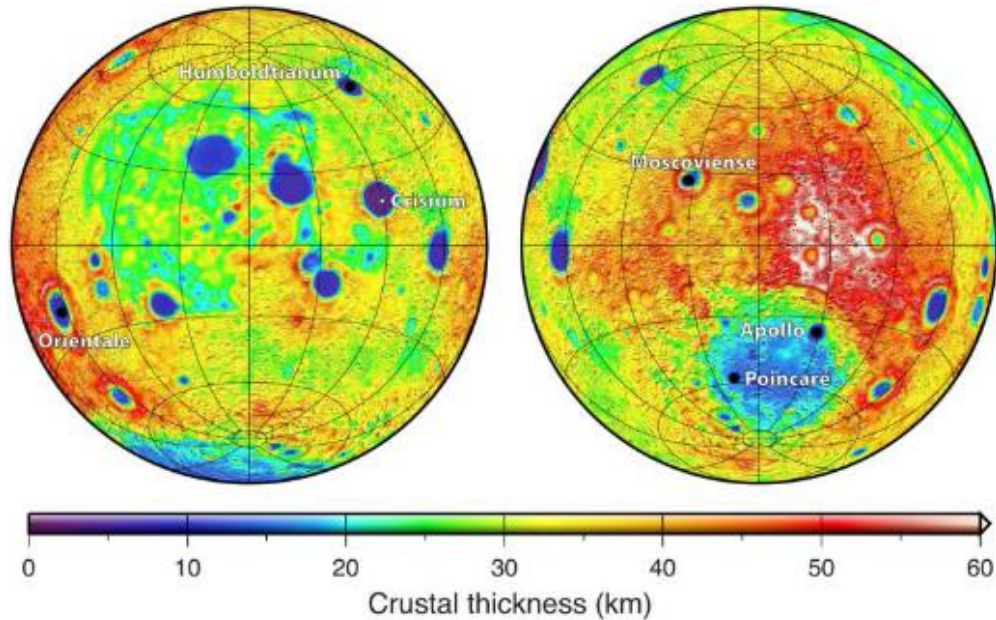 Humboldtianum
Crisium
Orientale
Moscoviense
Apollo
Poincare
0 10 20 30 40 50 60
Crustal thickness (km)